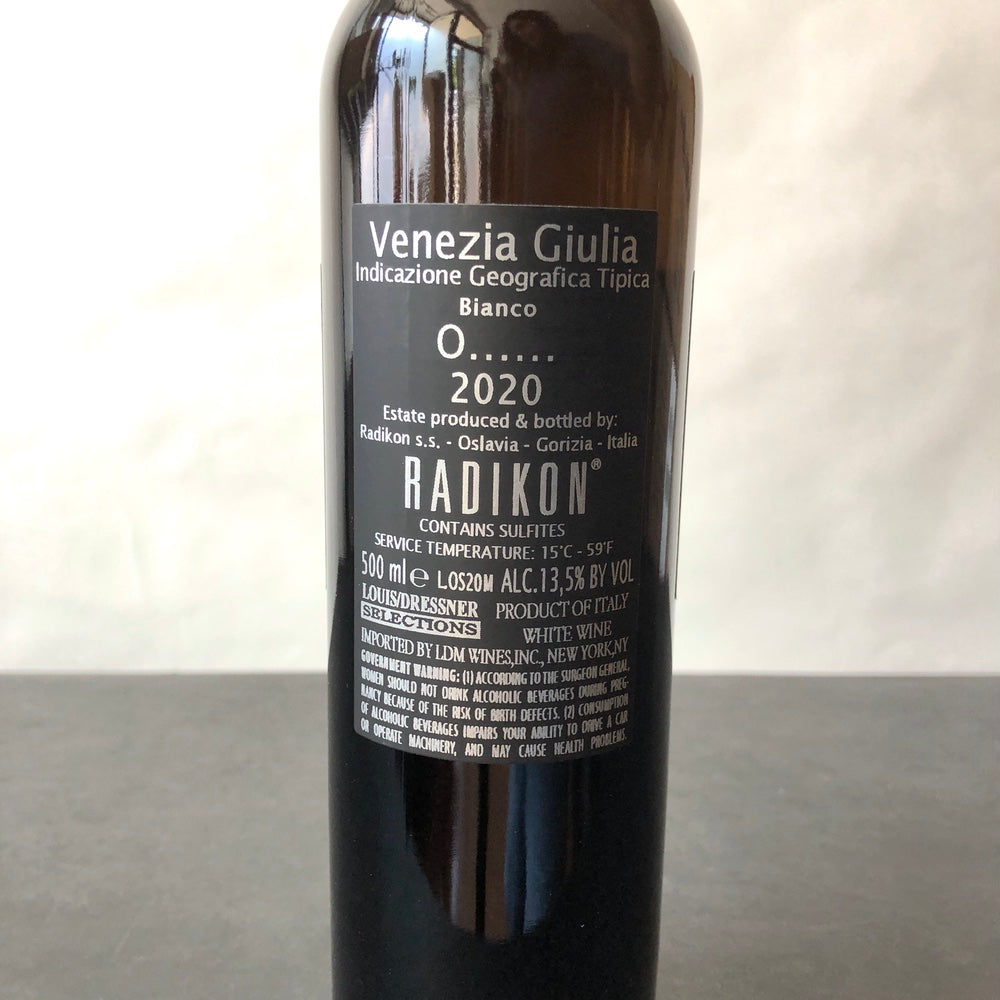 Venezia Giulia
Indicazione Geografica Tipica
Bianco
O......
2020
Estate produced & bottled by:
Radikon s.s. - Oslavia - Gorizia - Italia
RADIKON®
CONTAINS SULFITES
SERVICE TEMPERATURE: 15°C - 59°F
500 ml℮ LOS20M ALC.13,5% BY VOL
LOUIS/DRESSNER
SELECTIONS
PRODUCT OF ITALY
WHITE WINE
IMPORTED BY LDM WINES,INC., NEW YORK,NY
GOVERNMENT WARNING: (1) ACCORDING TO THE SURGEON GENERAL,
WOMEN SHOULD NOT DRINK ALCOHOLIC BEVERAGES DURING PREG-
NANCY BECAUSE OF THE RISK OF BIRTH DEFECTS. (2) CONSUMPTION
OF ALCOHOLIC BEVERAGES IMPAIRS YOUR ABILITY TO DRIVE A CAR
OR OPERATE MACHINERY, AND MAY CAUSE HEALTH PROBLEMS.